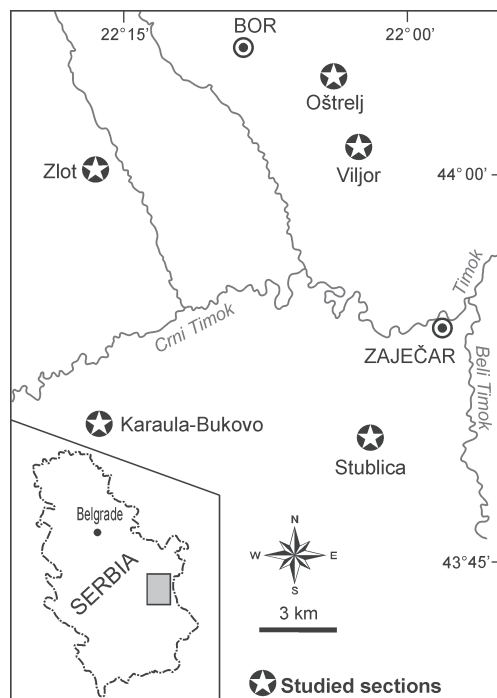 22°15’ 22°00’
BOR
Oštrelj
Viljor
Zlot
44°00’
Timok
Crni Timok
ZAJEČAR
Beli Timok
Karaula-Bukovo
Stublica
Belgrade
SERBIA
N
W E
S
43°45’
3 km
Studied sections